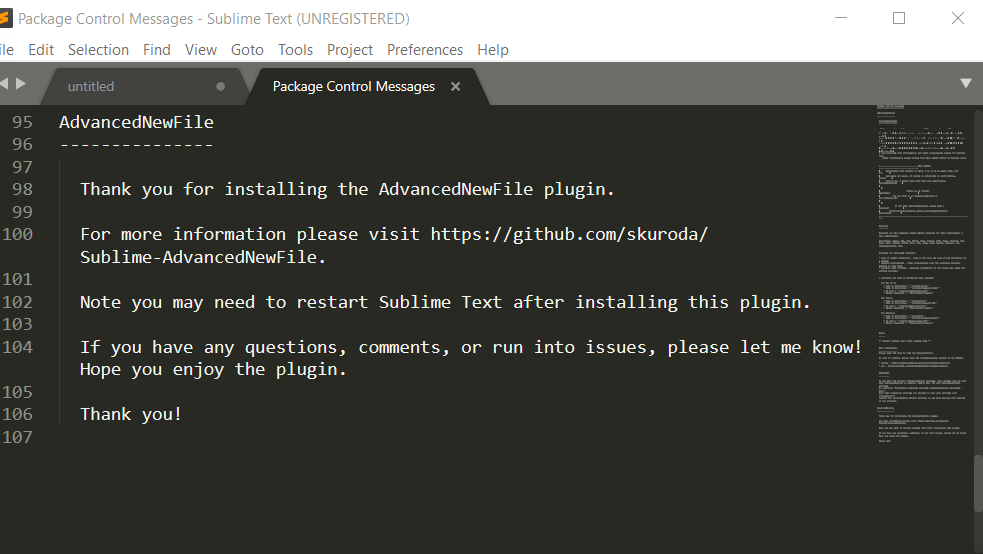 Package Control Messages - Sublime Text (UNREGISTERED)
ile Edit Selection Find View Goto Tools Project Preferences Help
untitled
Package Control Messages
95 AdvancedNewFile
96 ---------------
97
98 Thank you for installing the AdvancedNewFile plugin.
99
100 For more information please visit https://github.com/skuroda/
Sublime-AdvancedNewFile.
101
102 Note you may need to restart Sublime Text after installing this plugin.
103
104 If you have any questions, comments, or run into issues, please let me know!
Hope you enjoy the plugin.
105
106 Thank you!
107